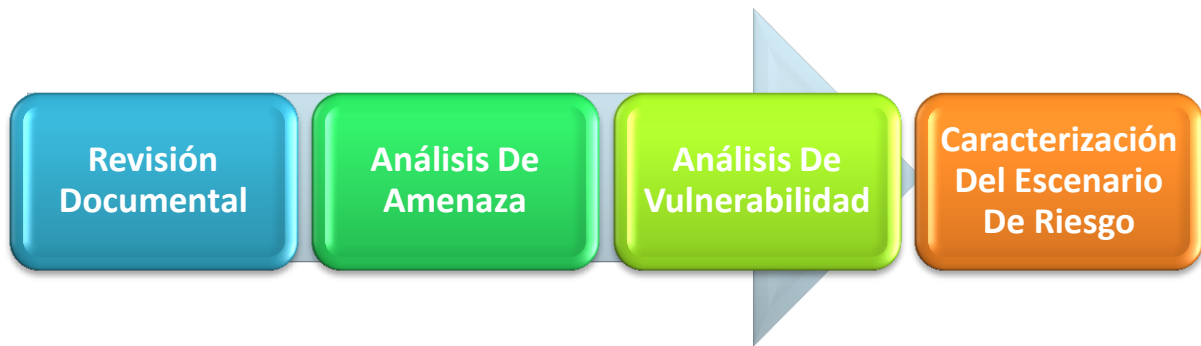 Revisión
Documental
Análisis De
Amenaza
Análisis De
Vulnerabilidad
Caracterización
Del Escenario
De Riesgo